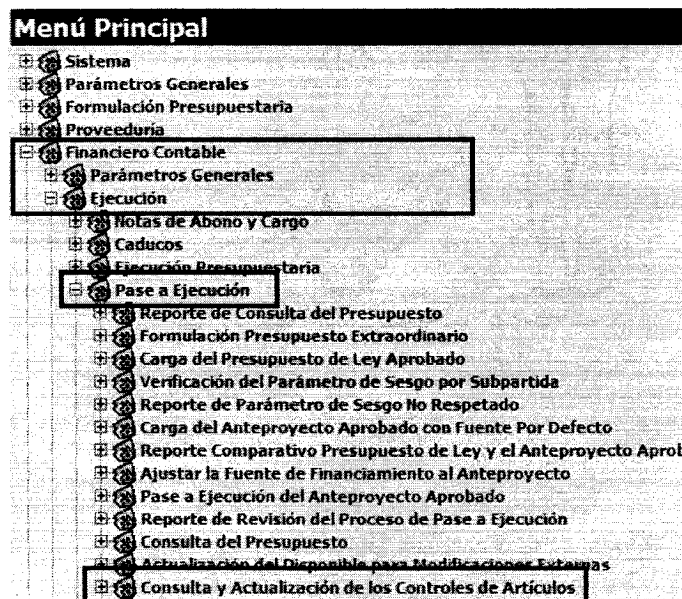 Menú Principal
Sistema
Parámetros Generales
Formulación Presupuestaria
Proveeduría
Financiero Contable
Parámetros Generales
Ejecución
Notas de Abono y Cargo
Caducos
Ejecución Presupuestaria
Pase a Ejecución
Reporte de Consulta del Presupuesto
Formulación Presupuesto Extraordinario
Carga del Presupuesto de Ley Aprobado
Verificación del Parámetro de Sesgo por Subpartida
Reporte de Parámetro de Sesgo No Respetado
Carga del Anteproyecto Aprobado con Fuente Por Defecto
Reporte Comparativo Presupuesto de Ley y el Anteproyecto Aprob
Ajustar la Fuente de Financiamiento al Anteproyecto
Pase a Ejecución del Anteproyecto Aprobado
Reporte de Revisión del Proceso de Pase a Ejecución
Consulta del Presupuesto
Actualización del Disponible para Modificaciones Externas
Consulta y Actualización de los Controles de Artículos